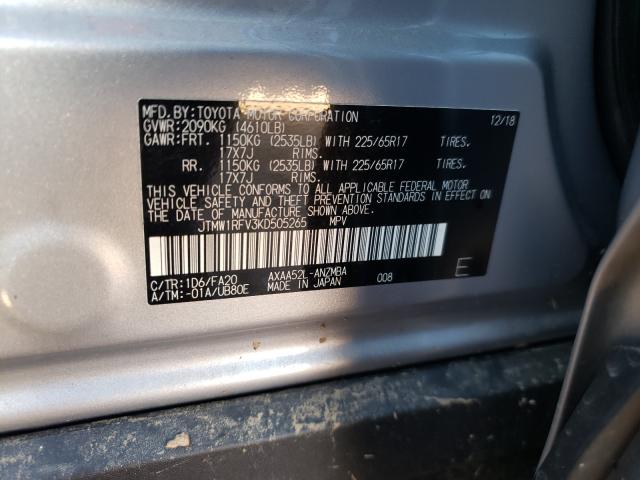 MFD. BY: TOYOTA MOTOR CORPORATION 12/18
GVWR: 2090KG (4610LB)
GAWR: FRT. 1150KG (2535LB) WITH 225/65R17 TIRES.
17X7J RIMS.
RR. 1150KG (2535LB) WITH 225/65R17 TIRES.
17X7J RIMS.
THIS VEHICLE CONFORMS TO ALL APPLICABLE FEDERAL MOTOR
VEHICLE SAFETY AND THEFT PREVENTION STANDARDS IN EFFECT ON
THE DATE OF MANUFACTURE SHOWN ABOVE.
JTMW1RFV3KD505265 MPV
C/TR: 1D6/FA20 AXAA52L-ANZMBA 008 E
A/TM: -01A/UB80E MADE IN JAPAN